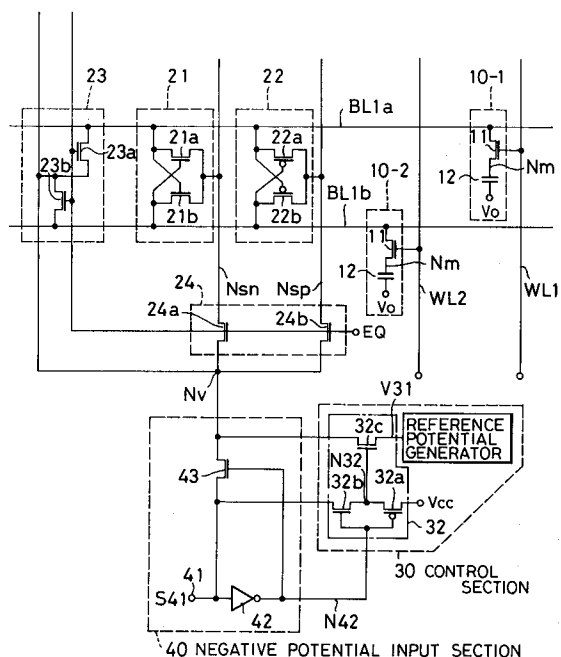 23
21
22
10-1
BL1a
21a
22a
23a
23b
11
Nm
12
10-2
21b
22b
BL1b
Vo
11
Nm
12
Nsn
Nsp
Vo
WL2
WL1
24
24a
24b
EQ
Nv
V31
REFERENCE
POTENTIAL
GENERATOR
32c
N32
32a
32b
43
Vcc
32
30 CONTROL
SECTION
41
S41
42
N42
40 NEGATIVE POTENTIAL INPUT SECTION